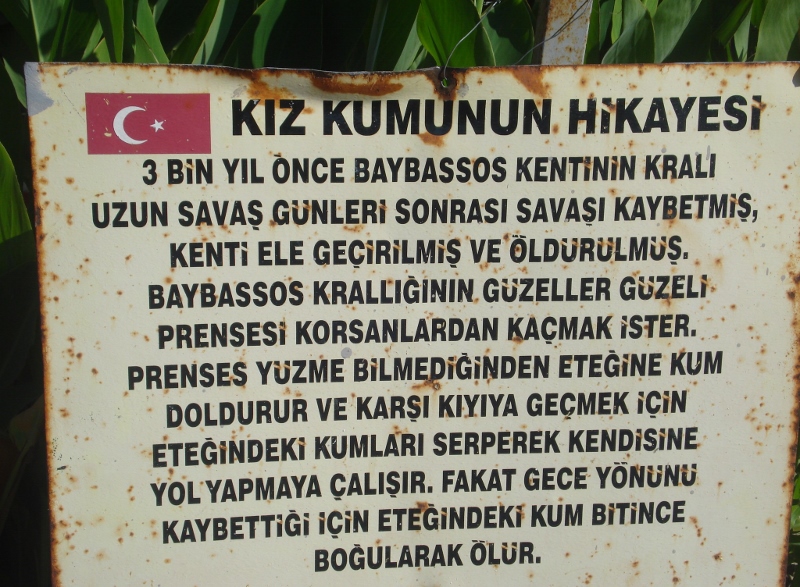 KIZ KUMUNUN HİKAYESİ
3 BİN YIL ÖNCE BAYBASSOS KENTİNİN KRALI
UZUN SAVAŞ GÜNLERİ SONRASI SAVAŞI KAYBETMİŞ,
KENTİ ELE GEÇİRİLMİŞ VE ÖLDÜRÜLMÜŞ.
BAYBASSOS KRALLIĞININ GÜZELLER GÜZELİ
PRENSESİ KORSANLARDAN KAÇMAK İSTER.
PRENSES YÜZME BİLMEDİĞİNDEN ETEĞİNE KUM
DOLDURUR VE KARŞI KIYIYA GEÇMEK İÇİN
ETEĞİNDEKİ KUMLARI SERPEREK KENDİSİNE
YOL YAPMAYA ÇALIŞIR. FAKAT GECE YÖNÜNÜ
KAYBETTİĞİ İÇİN ETEĞİNDEKİ KUM BİTİNCE
BOĞULARAK ÖLÜR.